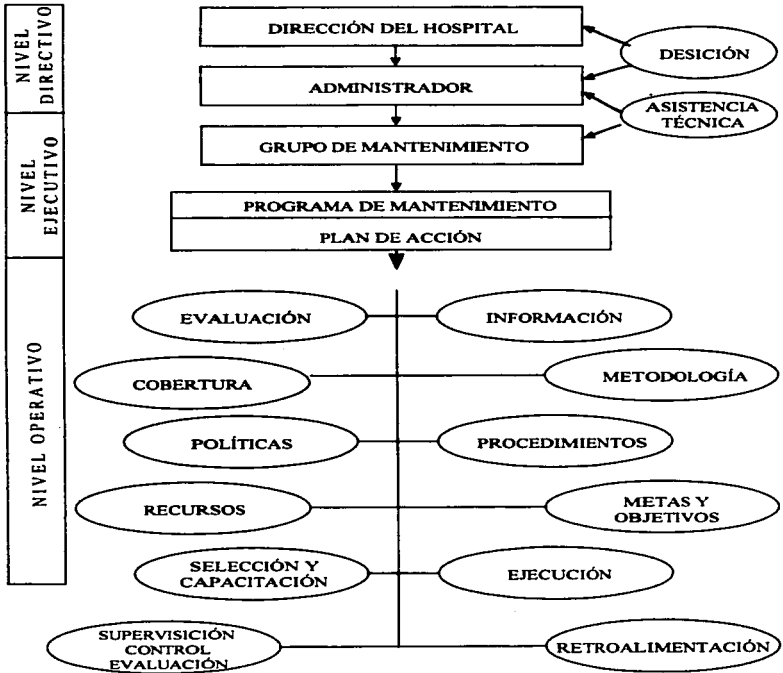 NIVEL
DIRECTIVO
DIRECCIÓN DEL HOSPITAL
DESICIÓN
ADMINISTRADOR
ASISTENCIA
TÉCNICA
NIVEL
EJECUTIVO
GRUPO DE MANTENIMIENTO
PROGRAMA DE MANTENIMIENTO
PLAN DE ACCIÓN
NIVEL OPERATIVO
EVALUACIÓN
INFORMACIÓN
COBERTURA
METODOLOGÍA
POLÍTICAS
PROCEDIMIENTOS
RECURSOS
METAS Y
OBJETIVOS
SELECCIÓN Y
CAPACITACIÓN
EJECUCIÓN
SUPERVISICIÓN
CONTROL
EVALUACIÓN
RETROALIMENTACIÓN